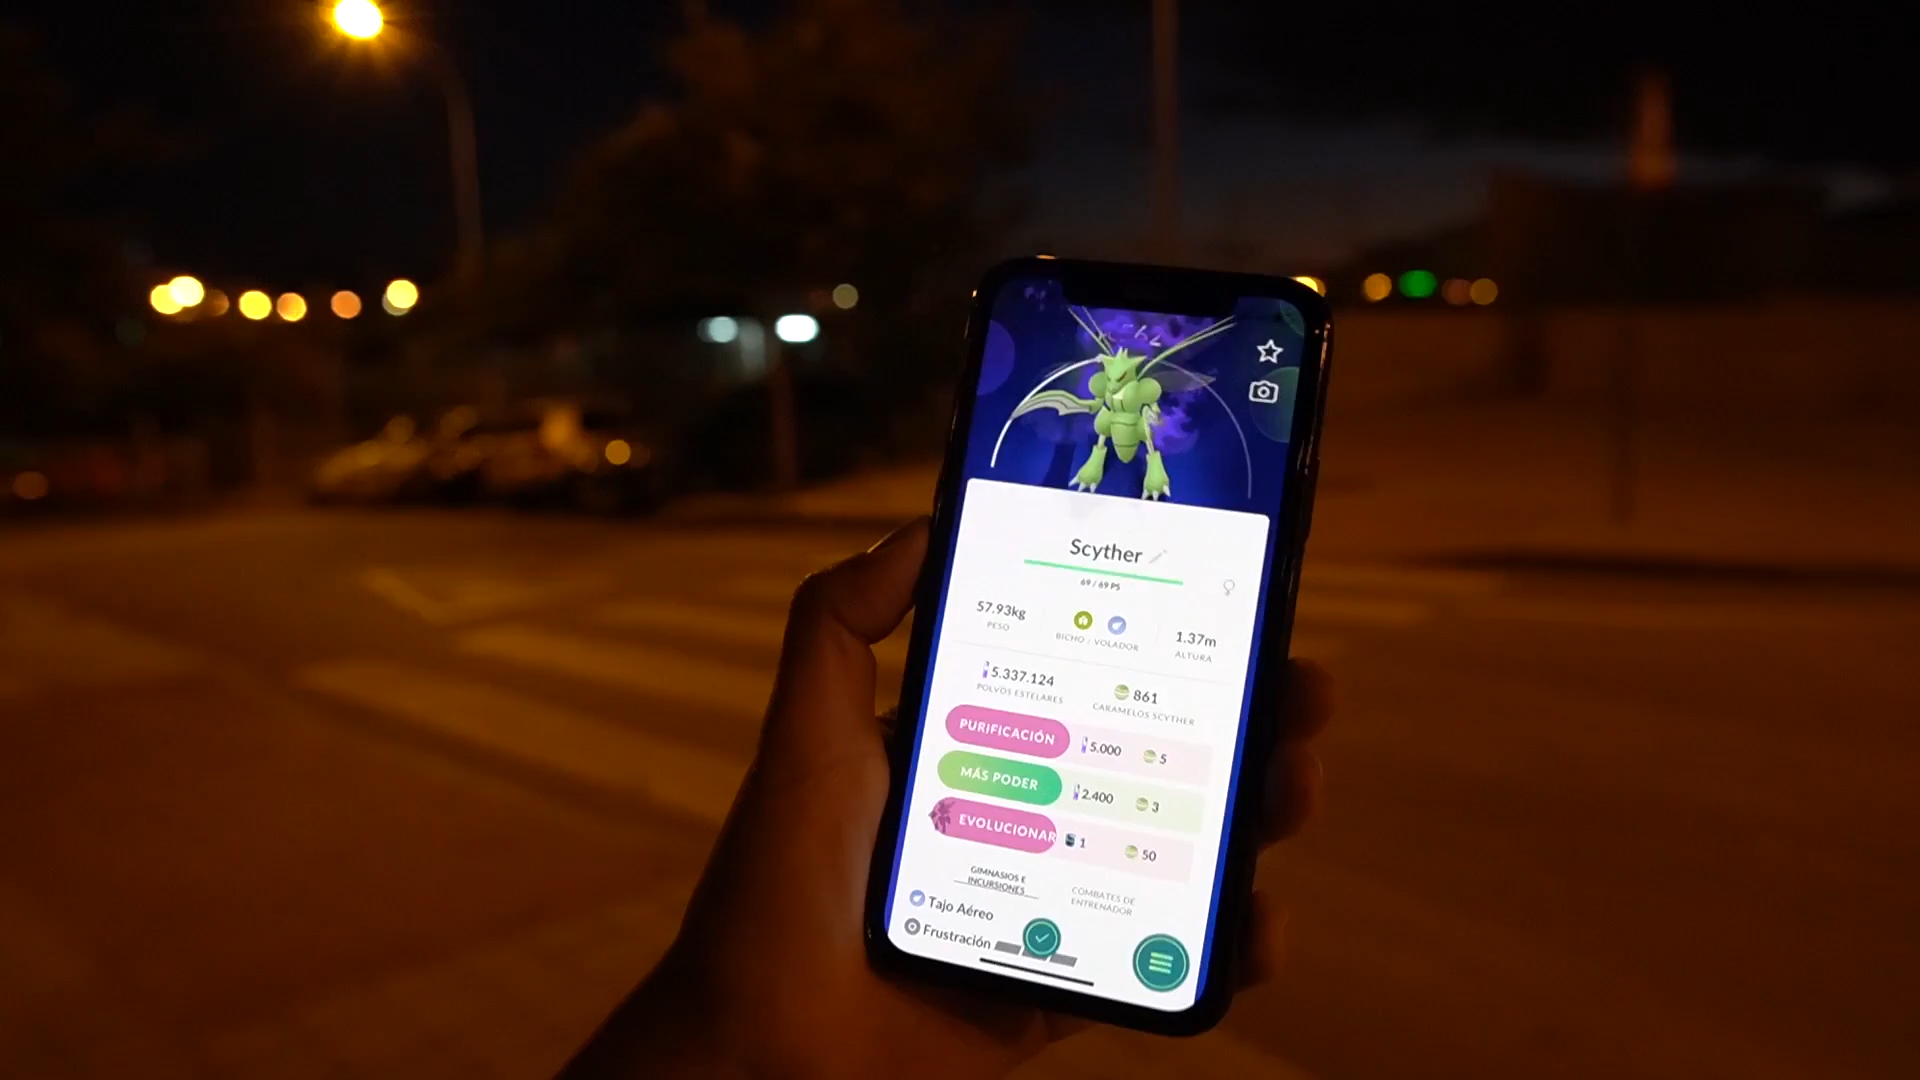 Scyther
69 / 69 PS
57.93kg
PESO
BICHO / VOLADOR
1.37m
ALTURA
5.337.124
POLVOS ESTELARES
861
CARAMELOS SCYTHER
PURIFICACIÓN 5.000 5
MÁS PODER 2.400 3
EVOLUCIONAR 1 50
GIMNASIOS E
INCURSIONES
COMBATES DE
ENTRENADOR
Tajo Aéreo
Frustración